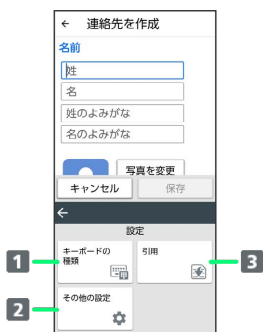 ← 連絡先を作成
名前
姓
名
姓のよみがな
名のよみがな
写真を変更
キャンセル 保存
←
設定
キーボードの
種類
引用
その他の設定
1
2
3